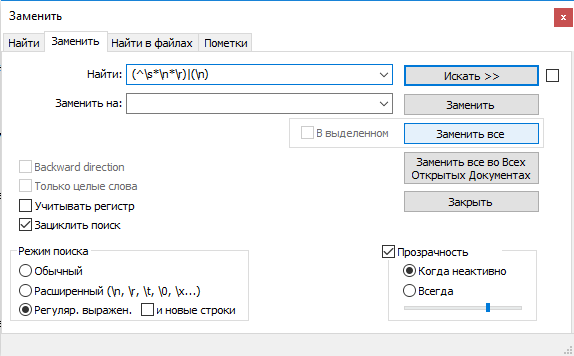 Заменить
Найти Заменить Найти в файлах Пометки
Найти: (^\s*\n*\r)|(\n) Искать >>
Заменить на: Заменить
В выделенном Заменить все
Заменить все во Всех
Открытых Документах
Закрыть
Backward direction
Только целые слова
Учитывать регистр
Зациклить поиск
Режим поиска
Обычный
Расширенный (\n, \r, \t, \0, \x...)
Регуляр. выражен. и новые строки
Прозрачность
Когда неактивно
Всегда